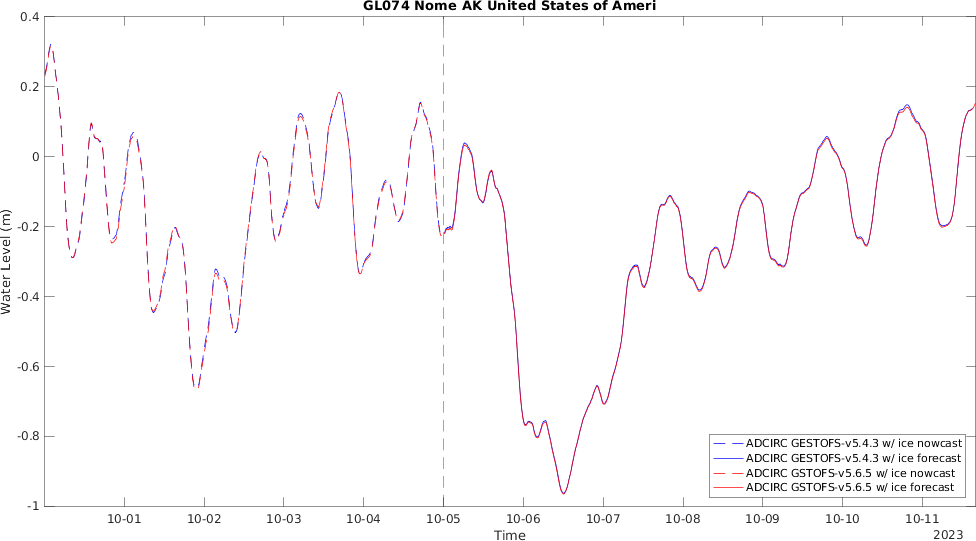 GL074 Nome AK United States of Ameri
0.4
0.2
0
-0.2
-0.4
-0.6
-0.8
-1
Water Level (m)
ADCIRC GESTOFS-v5.4.3 w/ ice nowcast
ADCIRC GESTOFS-v5.4.3 w/ ice forecast
ADCIRC GSTOFS-v5.6.5 w/ ice nowcast
ADCIRC GSTOFS-v5.6.5 w/ ice forecast
10-01 10-02 10-03 10-04 10-05 10-06 10-07 10-08 10-09 10-10 10-11
Time
2023